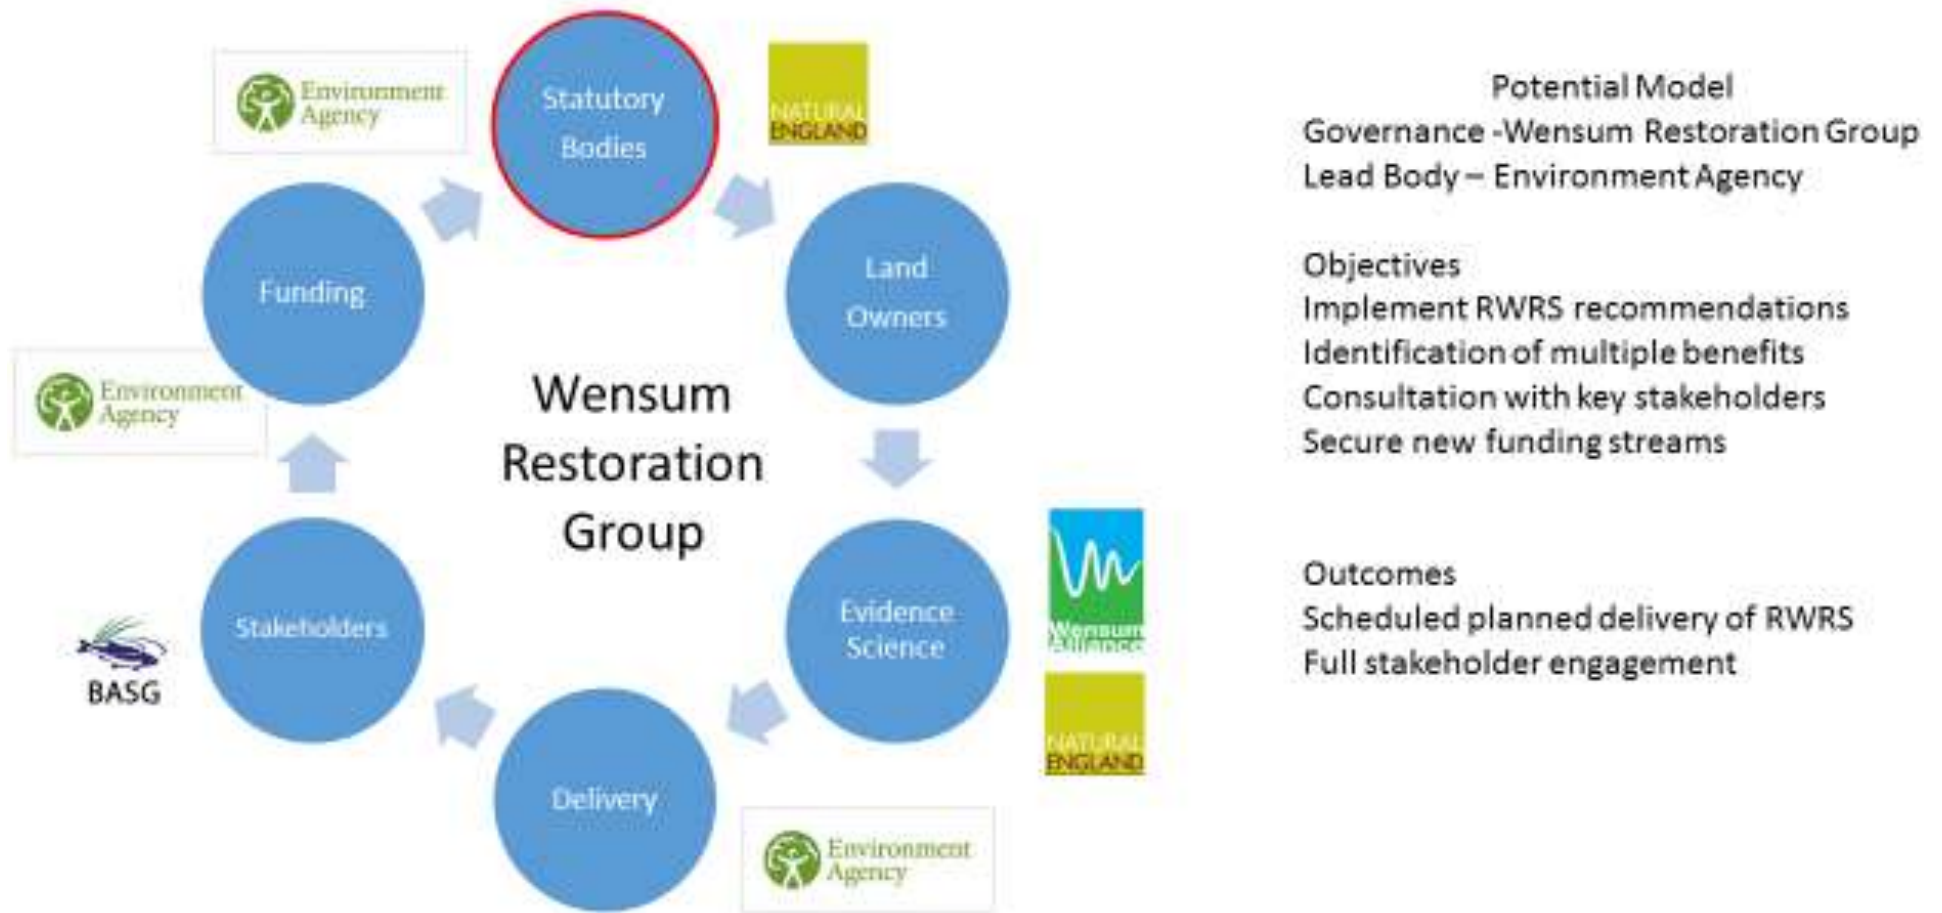 Environment
Agency
Statutory
Bodies
NATURAL
ENGLAND
Land
Owners
Evidence
Science
Wensum
Alliance
NATURAL
ENGLAND
Delivery
Environment
Agency
Stakeholders
BASG
Funding
Environment
Agency
Wensum
Restoration
Group
Potential Model
Governance -Wensum Restoration Group
Lead Body – Environment Agency
Objectives
Implement RWRS recommendations
Identification of multiple benefits
Consultation with key stakeholders
Secure new funding streams
Outcomes
Scheduled planned delivery of RWRS
Full stakeholder engagement